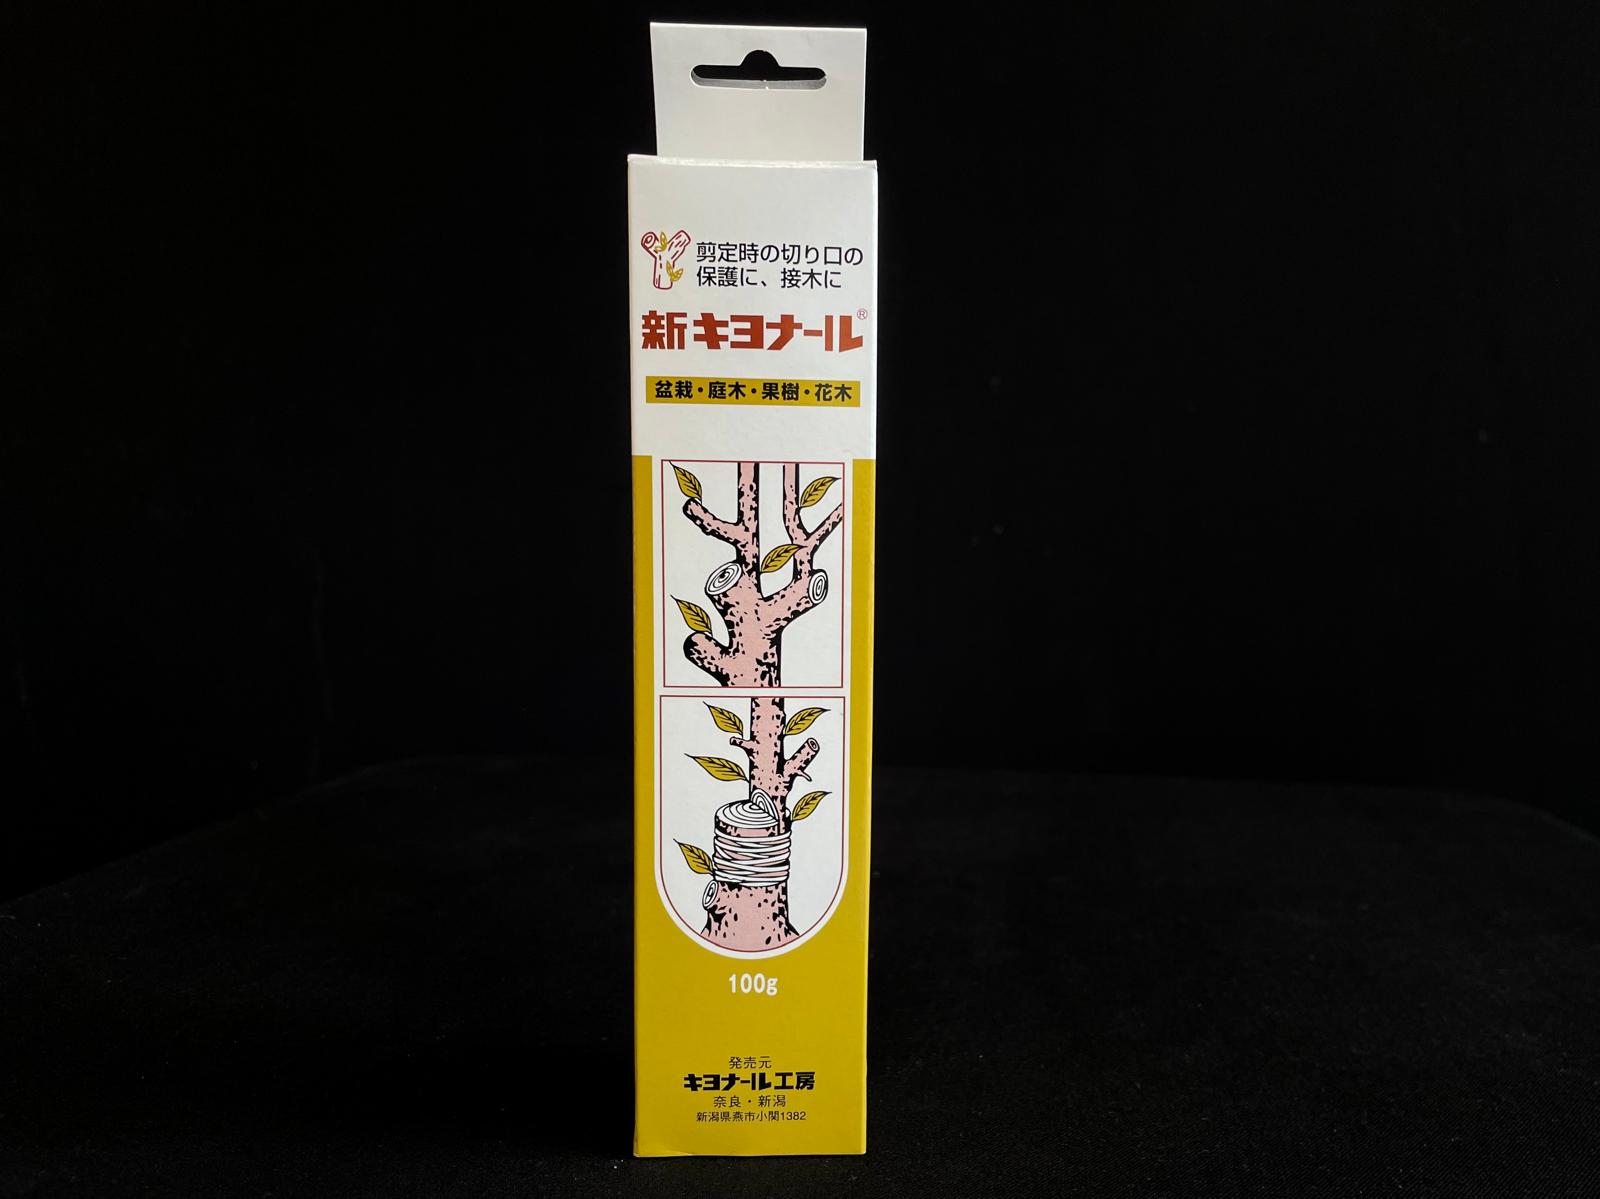 剪定時の切り口の
保護に、接木に
新キヨナール®
盆栽・庭木・果樹・花木
100g
発売元
キヨナール工房
奈良・新潟
新潟県燕市小関1382